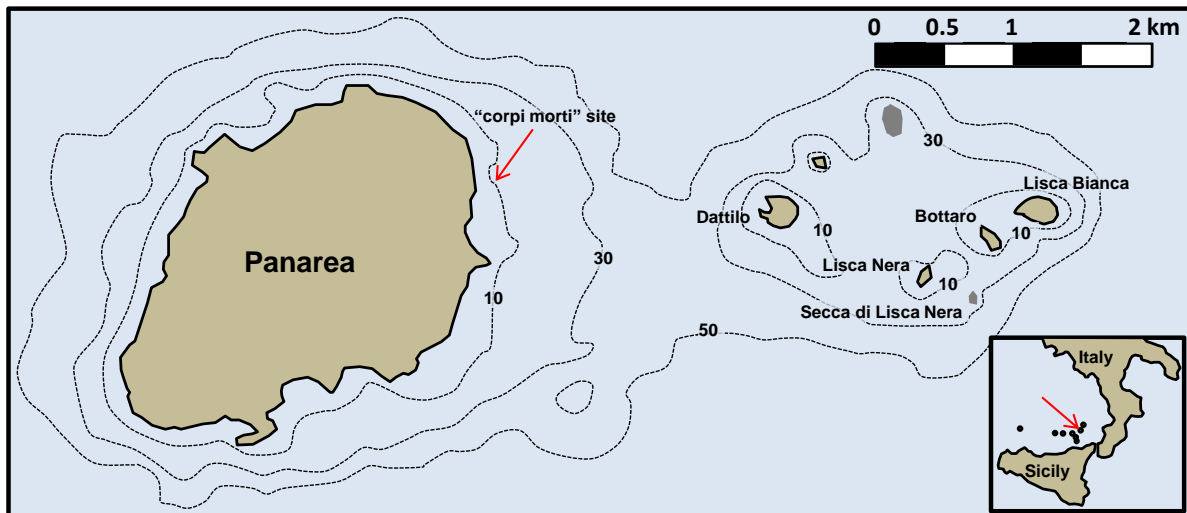 0 0.5 1 2 km
“corpi morti” site
30
Lisca Bianca
Dattilo
Bottaro
10
10
Panarea
30
Lisca Nera
10
10
Secca di Lisca Nera
50
Italy
Sicily